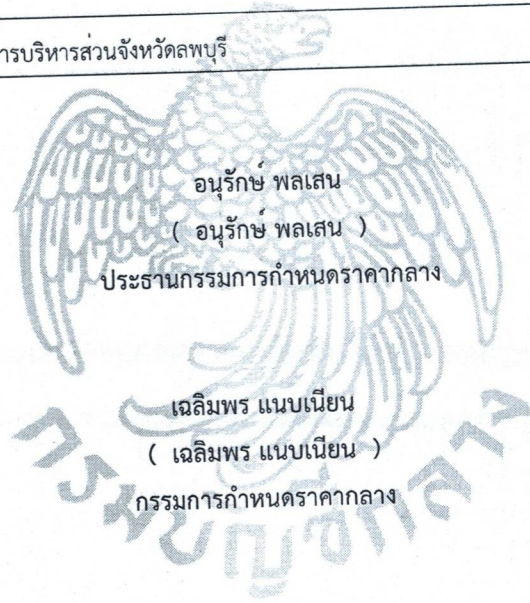 ารบริหารส่วนจังหวัดลพบุรี
อนุรักษ์ พลเสน
( อนุรักษ์ พลเสน )
ประธานกรรมการกำหนดราคากลาง
เฉลิมพร แนบเนียน
( เฉลิมพร แนบเนียน )
กรรมการกำหนดราคากลาง
กรมบัญชีกลาง